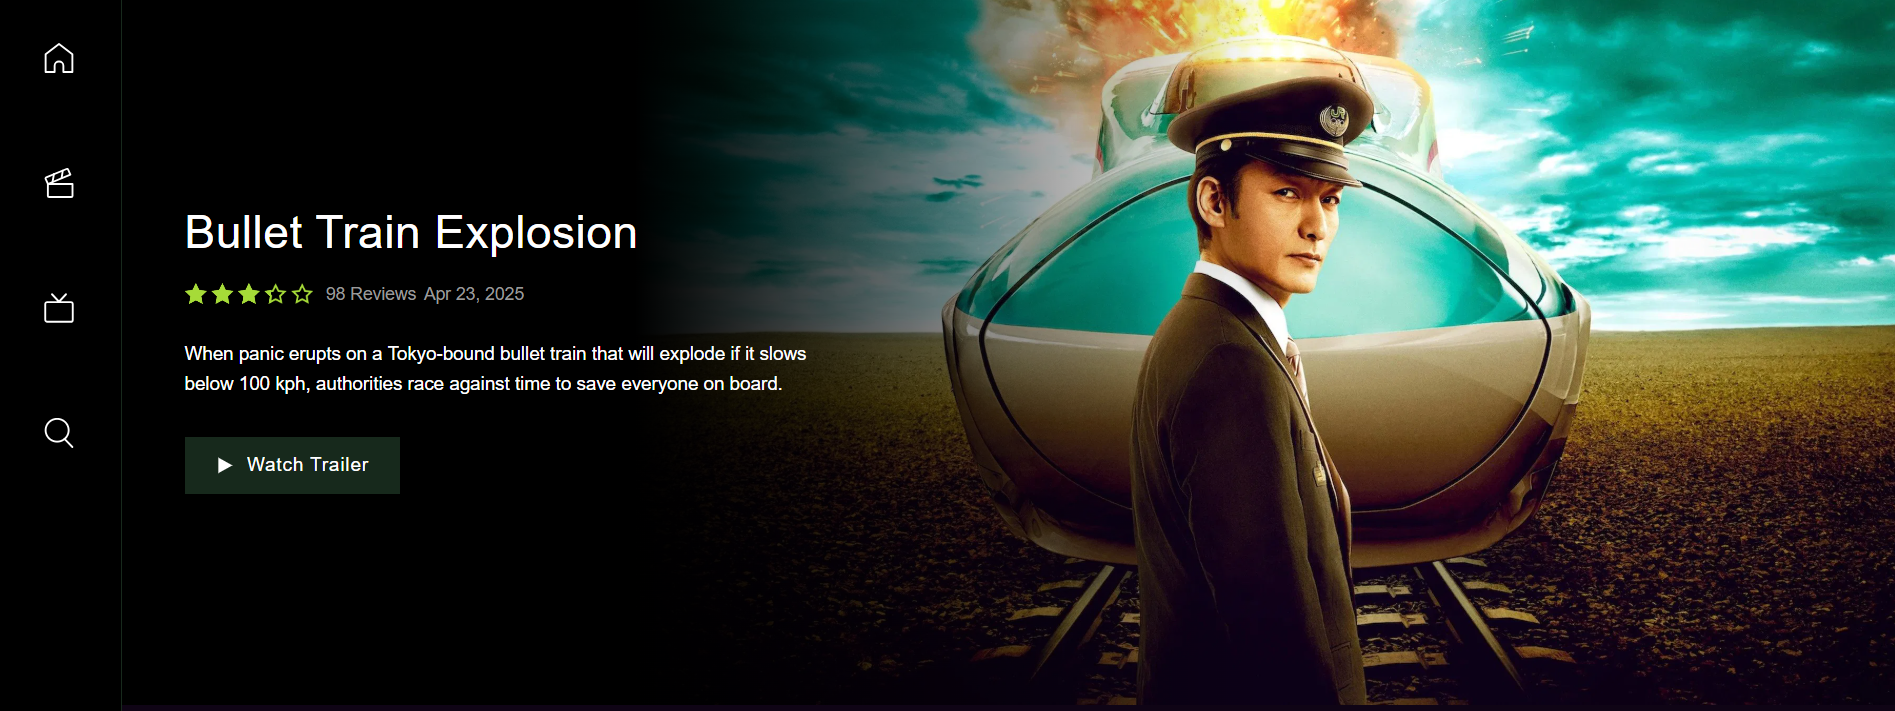 Bullet Train Explosion
98 Reviews Apr 23, 2025
When panic erupts on a Tokyo-bound bullet train that will explode if it slows
below 100 kph, authorities race against time to save everyone on board.
Watch Trailer